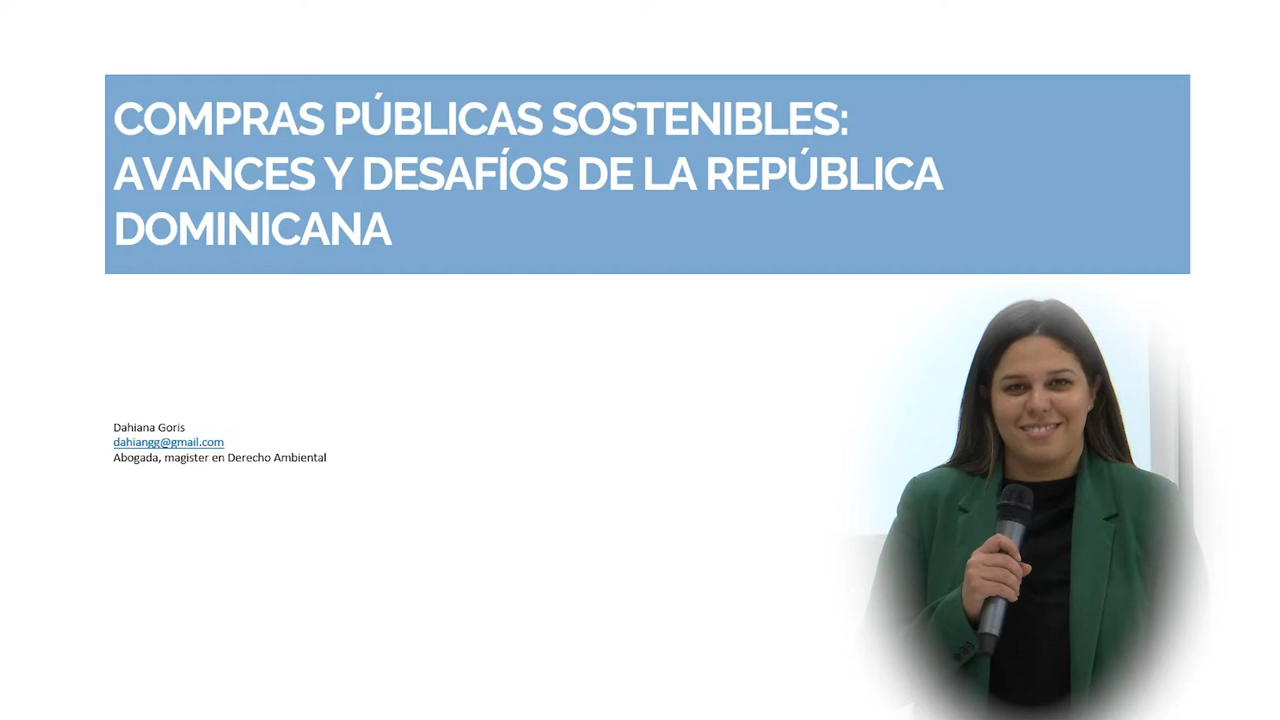 COMPRAS PÚBLICAS SOSTENIBLES:
AVANCES Y DESAFÍOS DE LA REPÚBLICA
DOMINICANA
Dahiana Goris
dahiangg@gmail.com
Abogada, magister en Derecho Ambiental